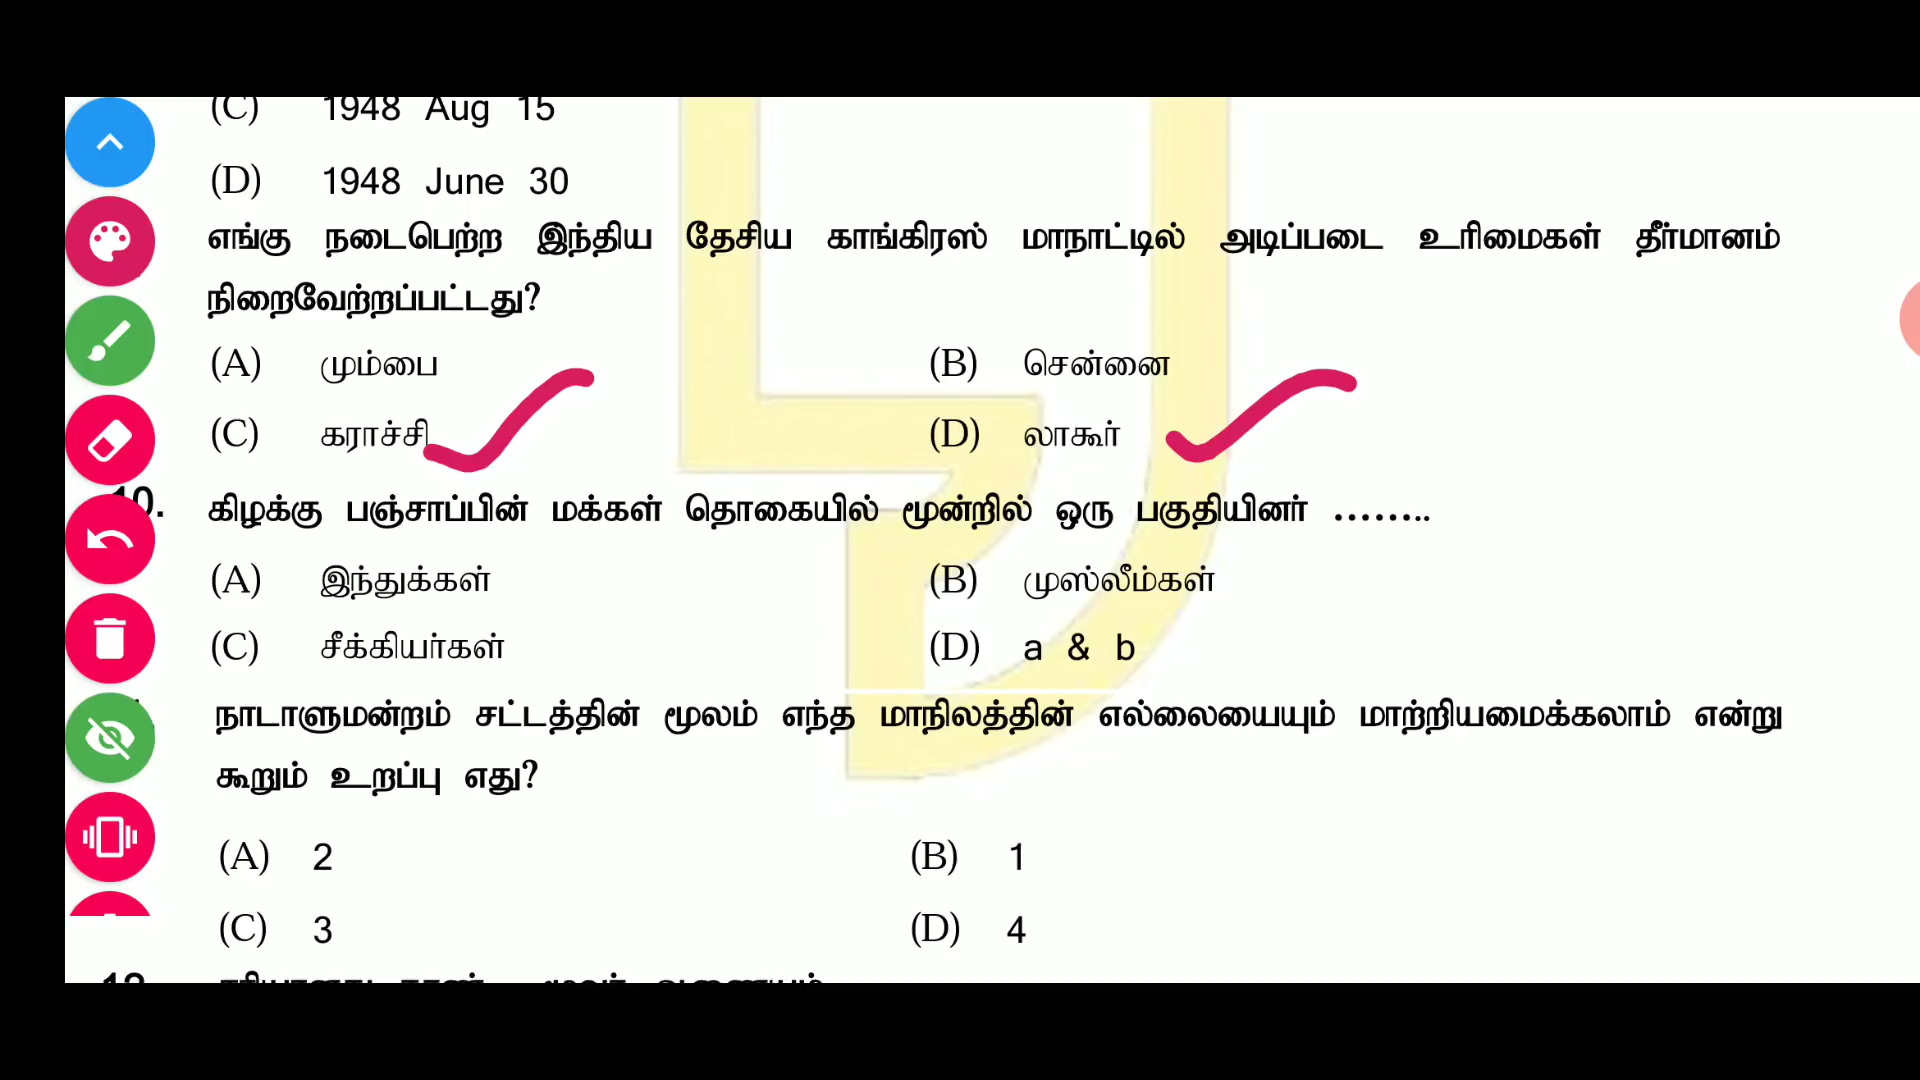 (C) 1948 Aug 15
(D) 1948 June 30
எங்கு நடைபெற்ற இந்திய தேசிய காங்கிரஸ் மாநாட்டில் அடிப்படை உரிமைகள் தீர்மானம்
நிறைவேற்றப்பட்டது?
(A) மும்பை (B) சென்னை
(C) கராச்சி (D) லாகூர்
10. கிழக்கு பஞ்சாப்பின் மக்கள் தொகையில் மூன்றில் ஒரு பகுதியினர் ........
(A) இந்துக்கள் (B) முஸ்லீம்கள்
(C) சீக்கியர்கள் (D) a & b
நாடாளுமன்றம் சட்டத்தின் மூலம் எந்த மாநிலத்தின் எல்லையையும் மாற்றியமைக்கலாம் என்று
கூறும் உறுப்பு எது?
(A) 2 (B) 1
(C) 3 (D) 4